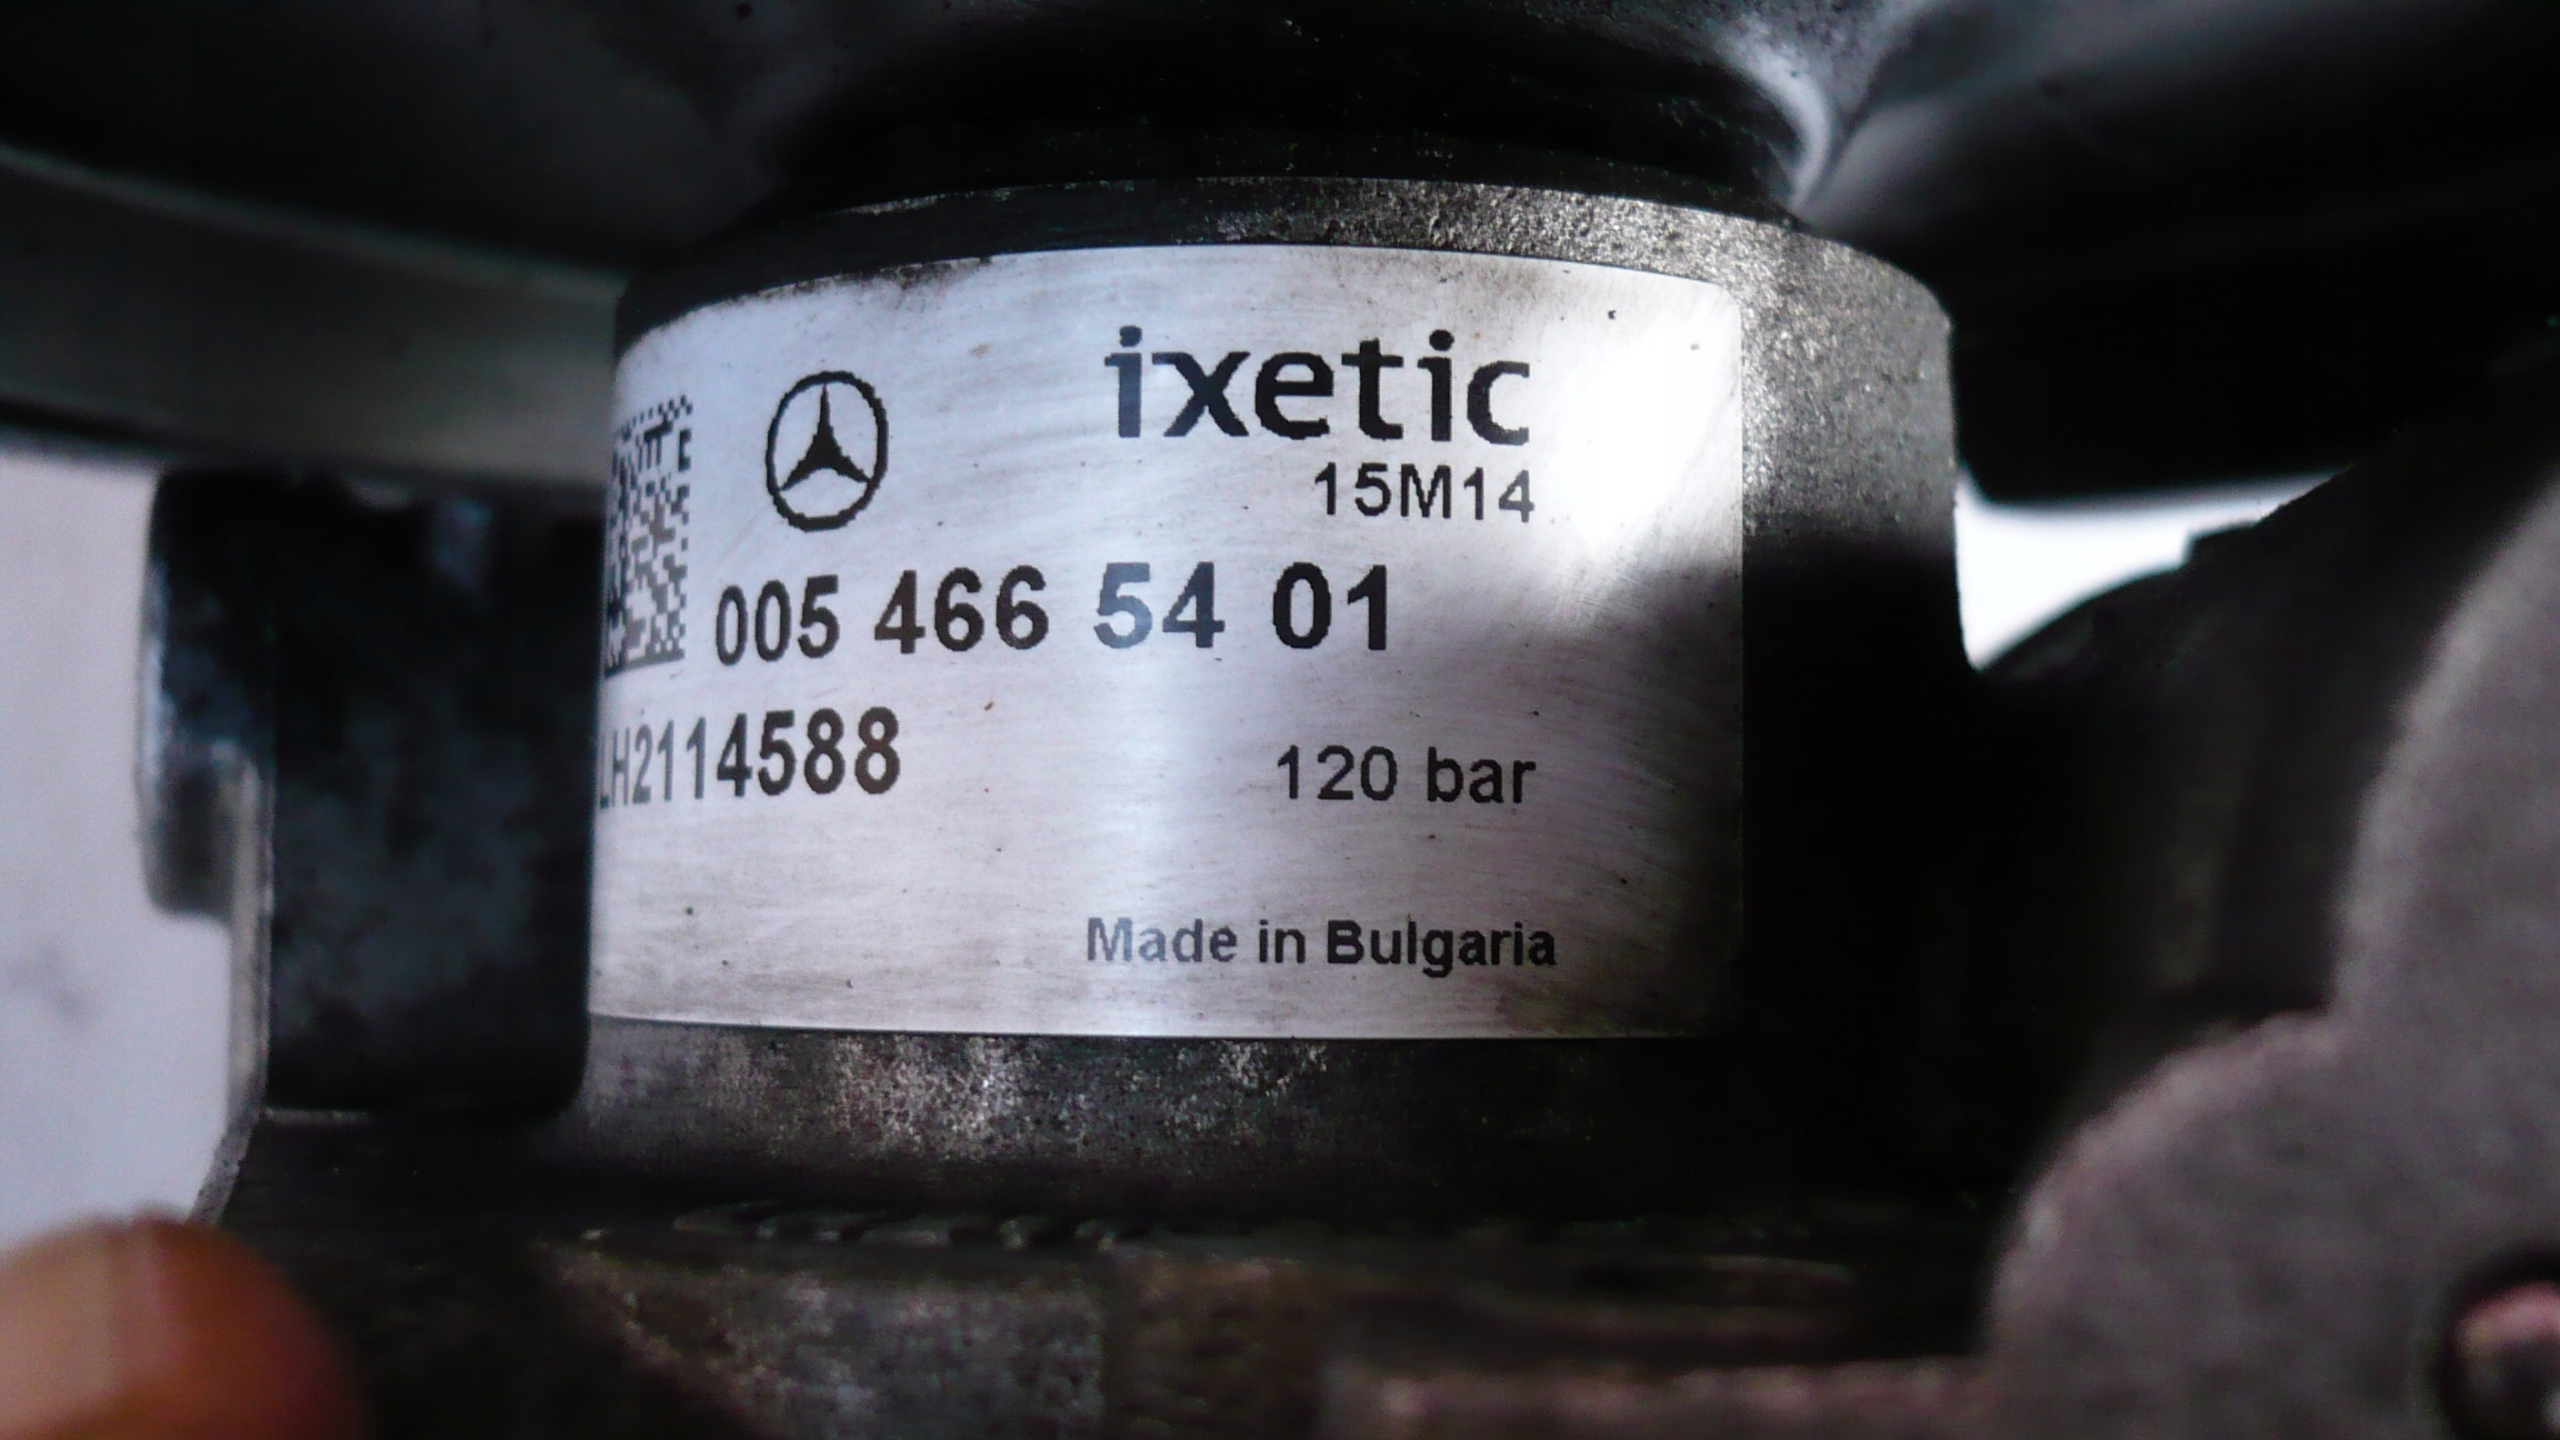 ixetic
15M14
005 466 54 01
LH2114588
120 bar
Made in Bulgaria